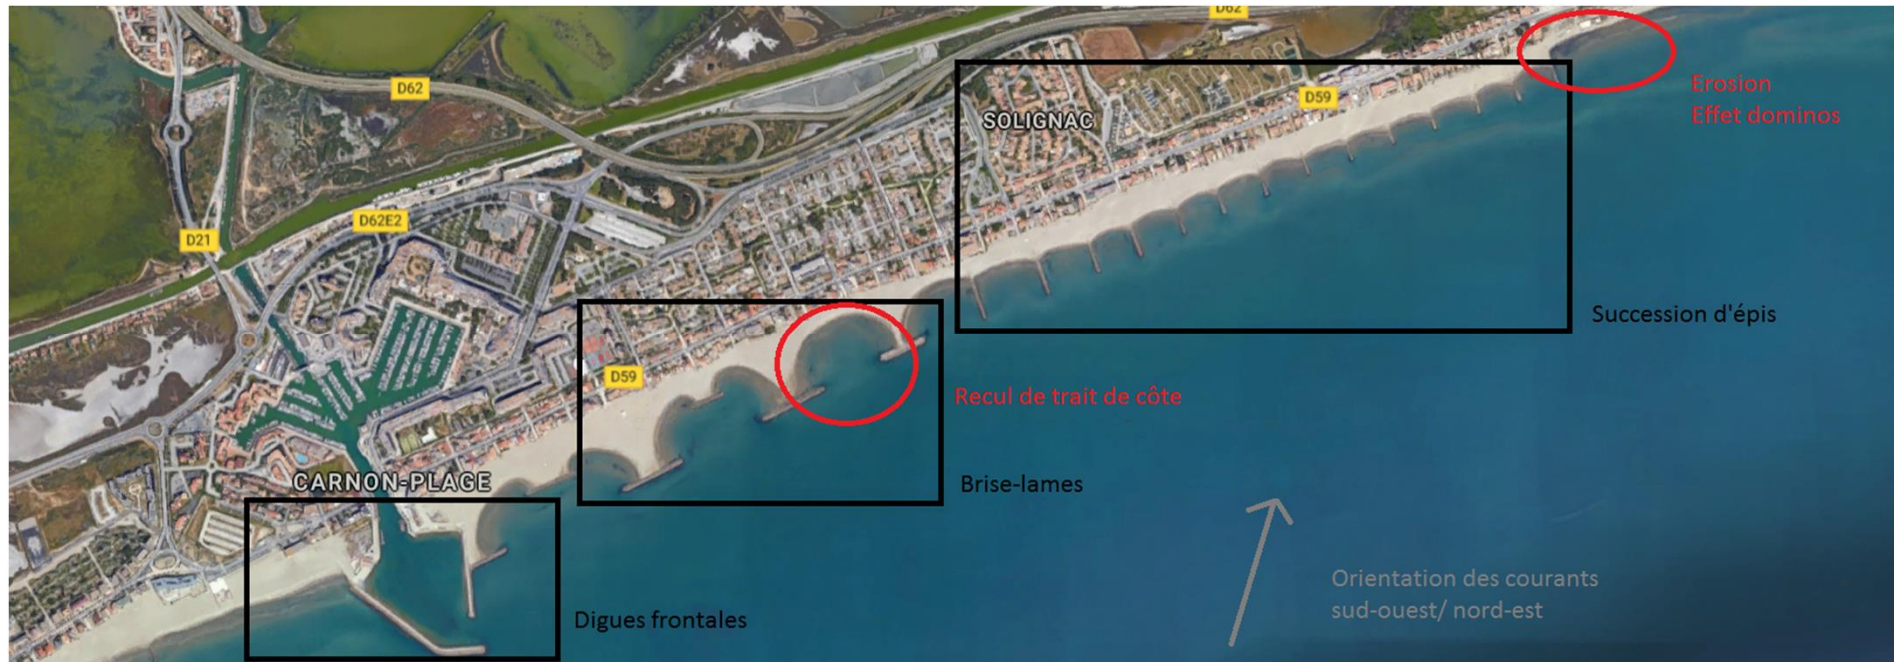 D62
D62
Erosion
Effet dominos
D59
SOLIGNAC
D62E2
D21
Succession d'épis
D59
Recul de trait de côte
CARNON-PLAGE
Brise-lames
Orientation des courants
sud-ouest/ nord-est
Digues frontales